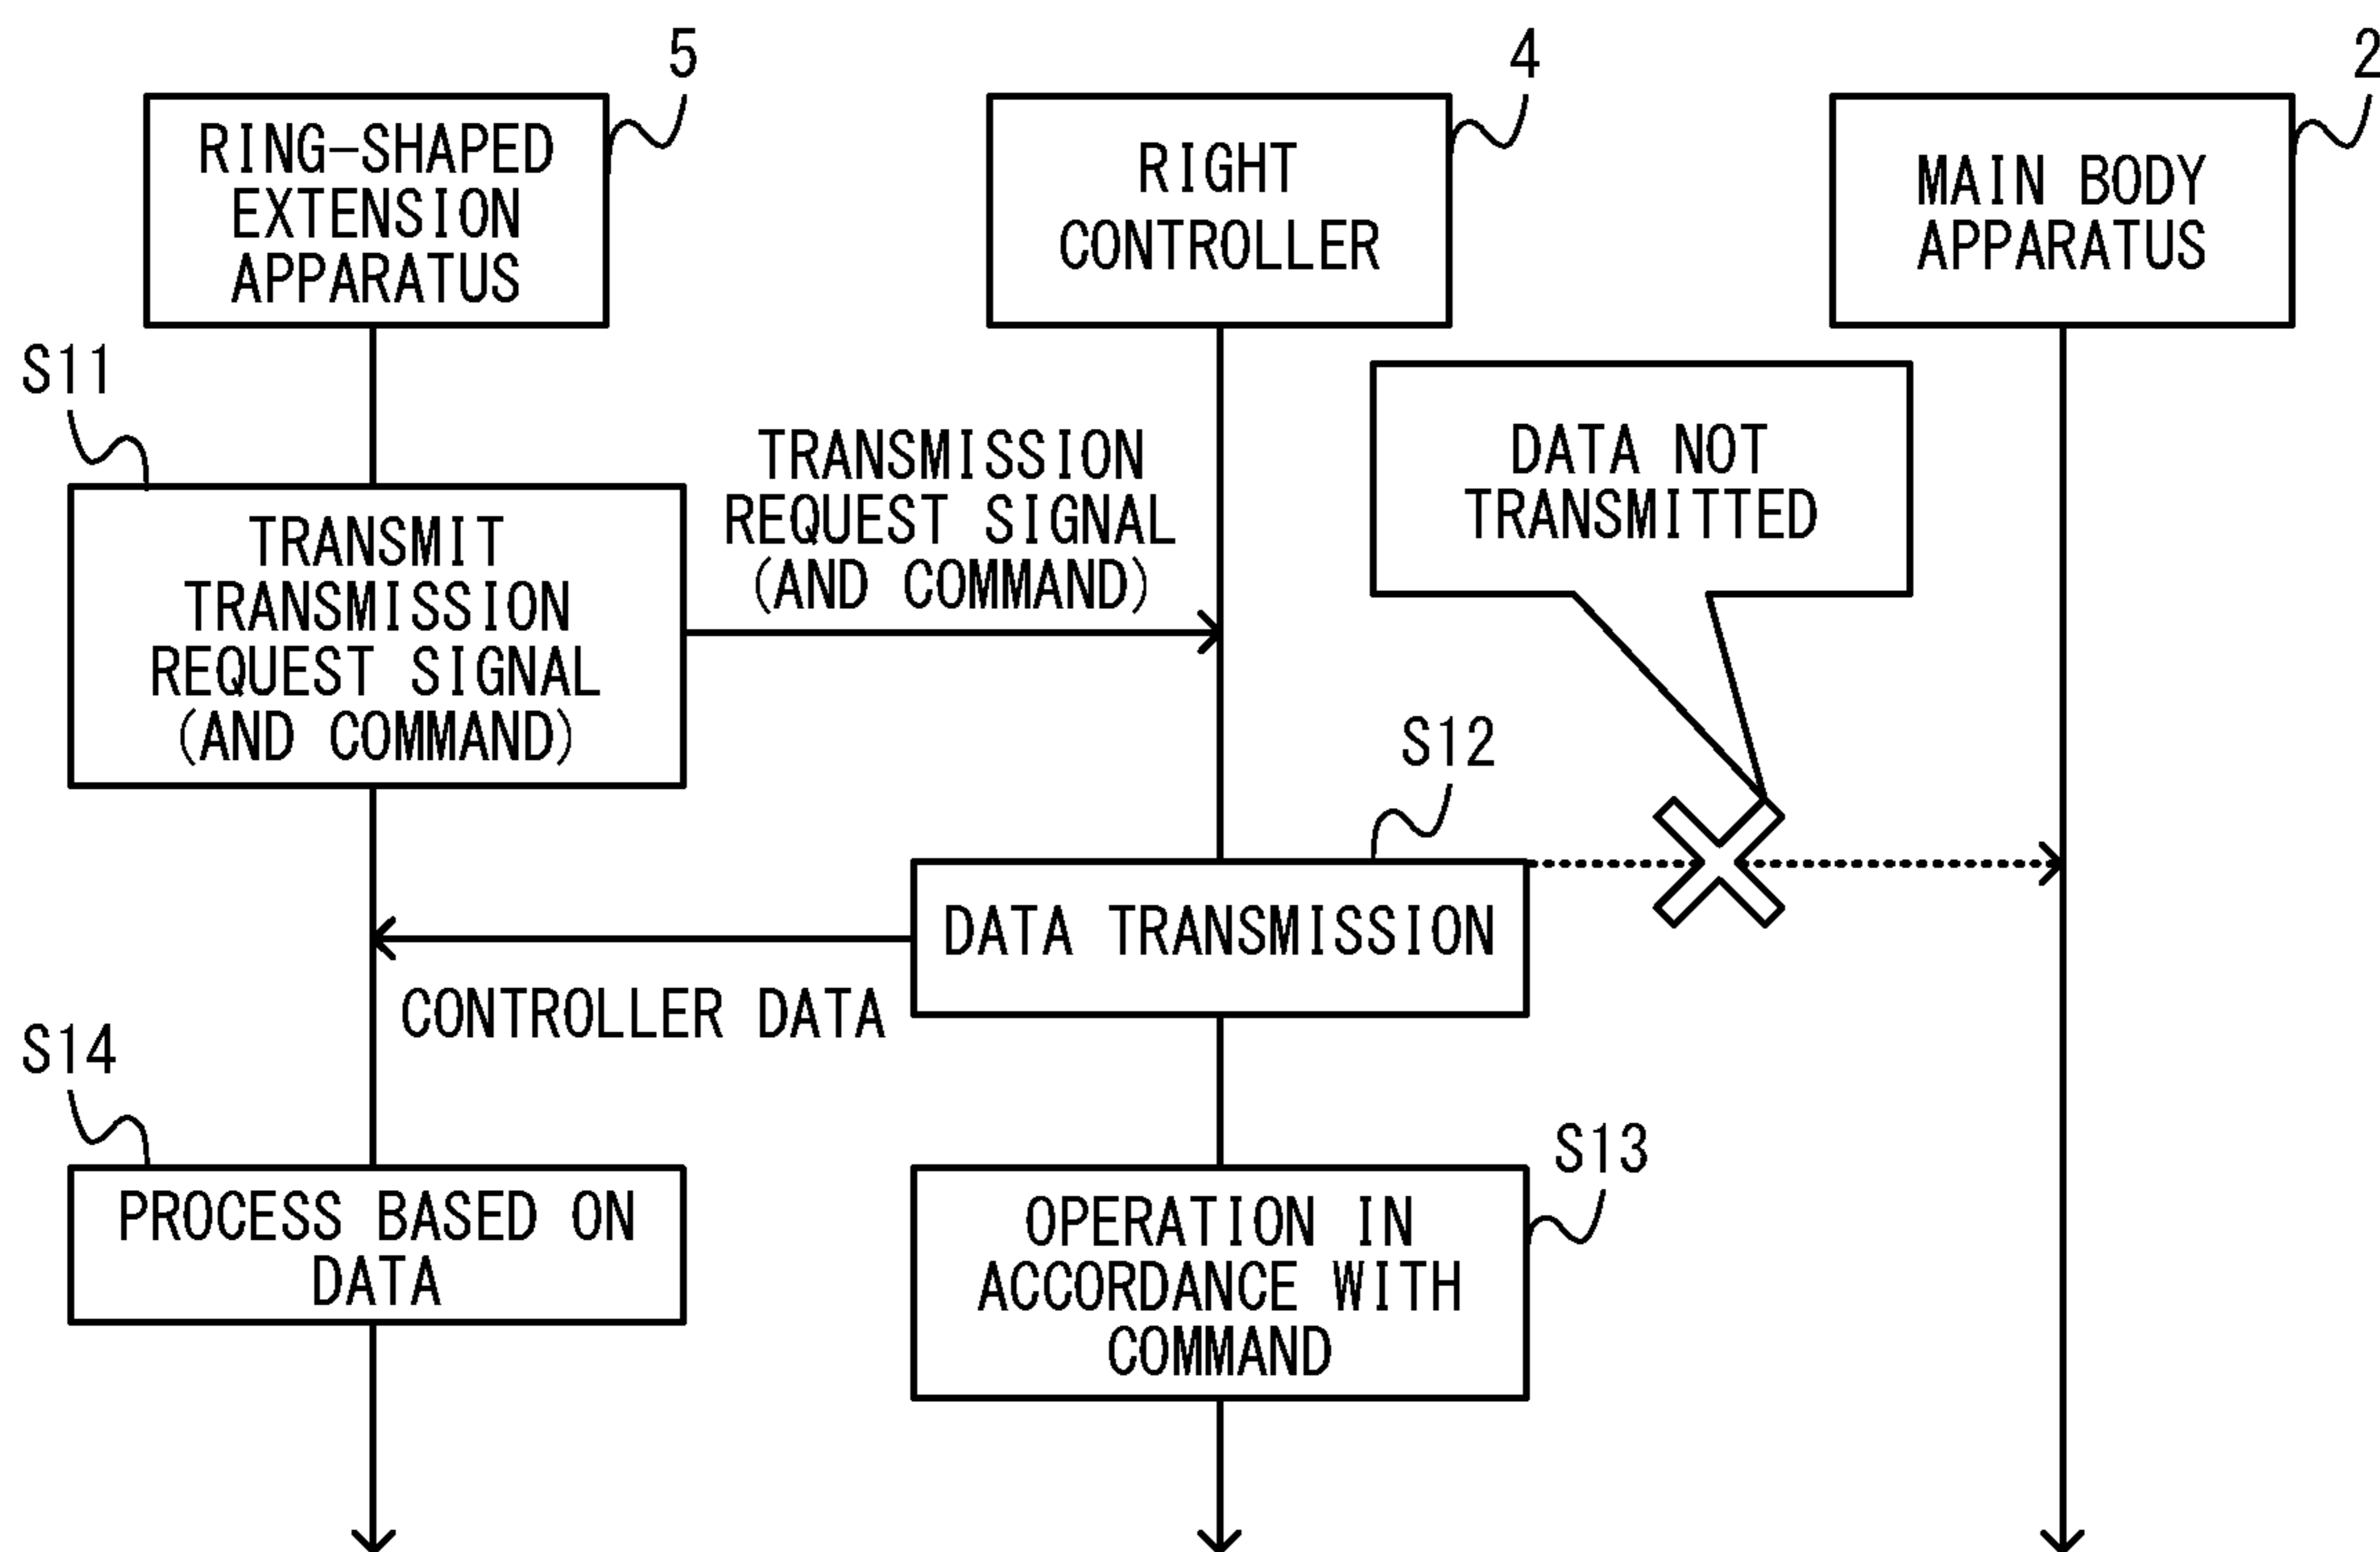 5
4
2
RING-SHAPED
EXTENSION
APPARATUS
RIGHT
CONTROLLER
MAIN BODY
APPARATUS
S11
DATA NOT
TRANSMITTED
TRANSMISSION
REQUEST SIGNAL
(AND COMMAND)
TRANSMIT
TRANSMISSION
REQUEST SIGNAL
(AND COMMAND)
S12
DATA TRANSMISSION
CONTROLLER DATA
S14
S13
PROCESS BASED ON
DATA
OPERATION IN
ACCORDANCE WITH
COMMAND